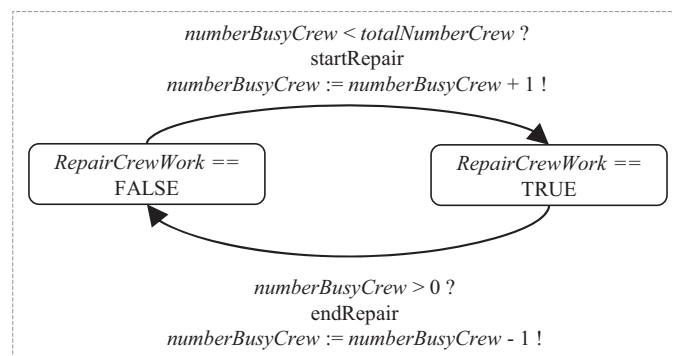 numberBusyCrew < totalNumberCrew ?
startRepair
numberBusyCrew := numberBusyCrew + 1 !
RepairCrewWork ==
FALSE
RepairCrewWork ==
TRUE
numberBusyCrew > 0 ?
endRepair
numberBusyCrew := numberBusyCrew - 1 !